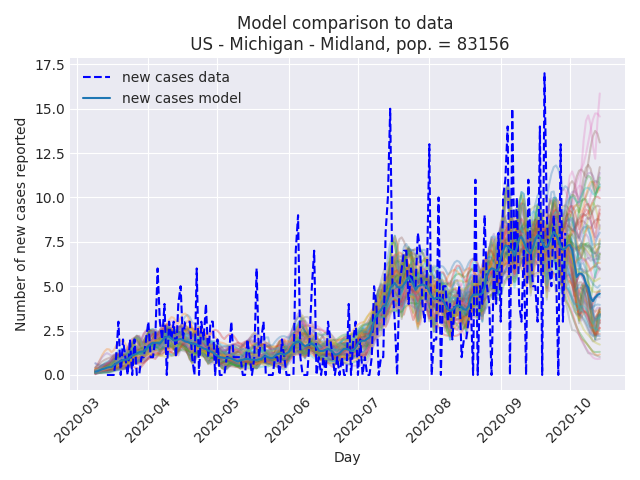 Model comparison to data
US - Michigan - Midland, pop. = 83156
new cases data
new cases model
Number of new cases reported
17.5
15.0
12.5
10.0
7.5
5.0
2.5
0.0
2020-03
2020-04
2020-05
2020-06
2020-07
2020-08
2020-09
2020-10
Day